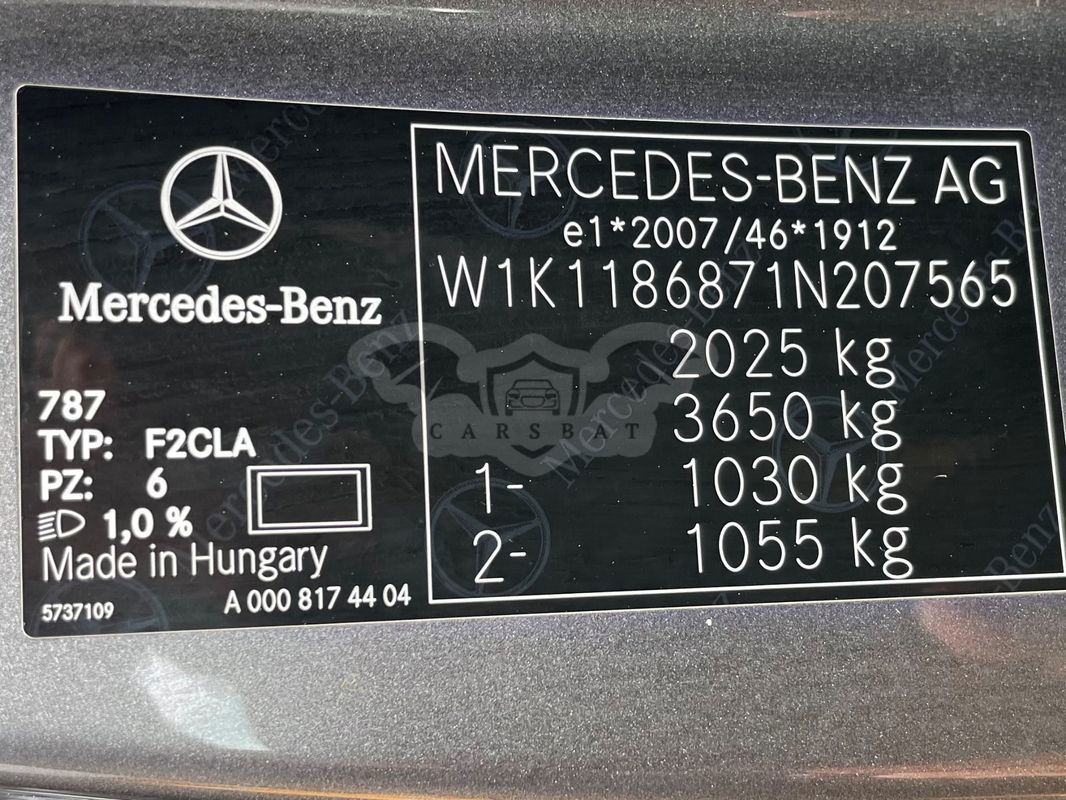 Mercedes-Benz
787
TYP: F2CLA
PZ: 6
1,0 %
Made in Hungary
5737109
A 000 817 44 04
MERCEDES-BENZ AG
e1*2007/46*1912
W1K1186871N207565
2025 kg
3650 kg
1- 1030 kg
2- 1055 kg
CARSBAT